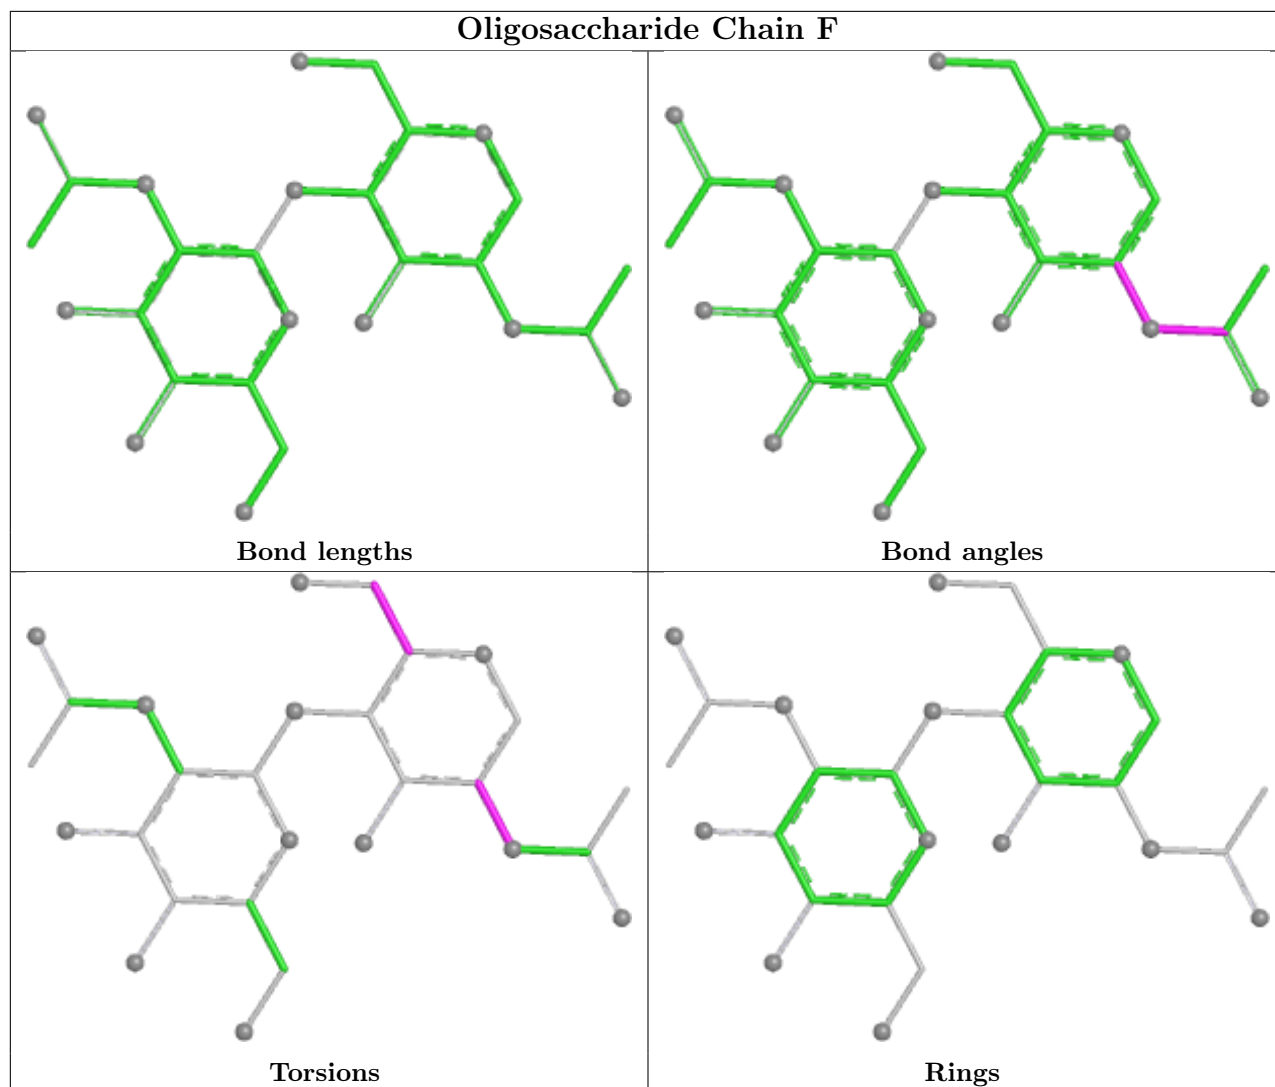 Oligosaccharide Chain F
Bond lengths
Bond angles
Torsions
Rings